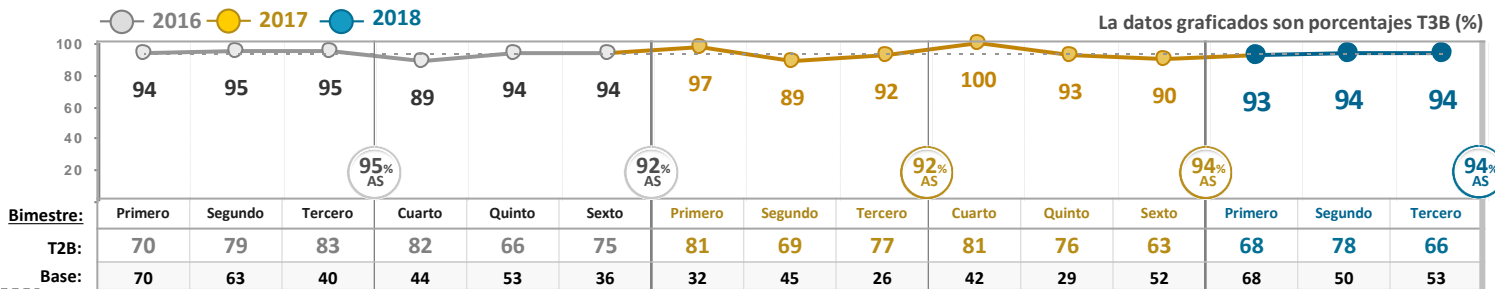 2016 2017 2018 La datos graficados son porcentajes T3B (%)
100
80
60
40
20
94 95 95 89 94 94 97 89 92 100 93 90 93 94 94
95% AS 92% AS 92% AS 94% AS 94% AS
Bimestre: Primero Segundo Tercero Cuarto Quinto Sexto Primero Segundo Tercero Cuarto Quinto Sexto Primero Segundo Tercero
T2B: 70 79 83 82 66 75 81 69 77 81 76 63 68 78 66
Base: 70 63 40 44 53 36 32 45 26 42 29 52 68 50 53